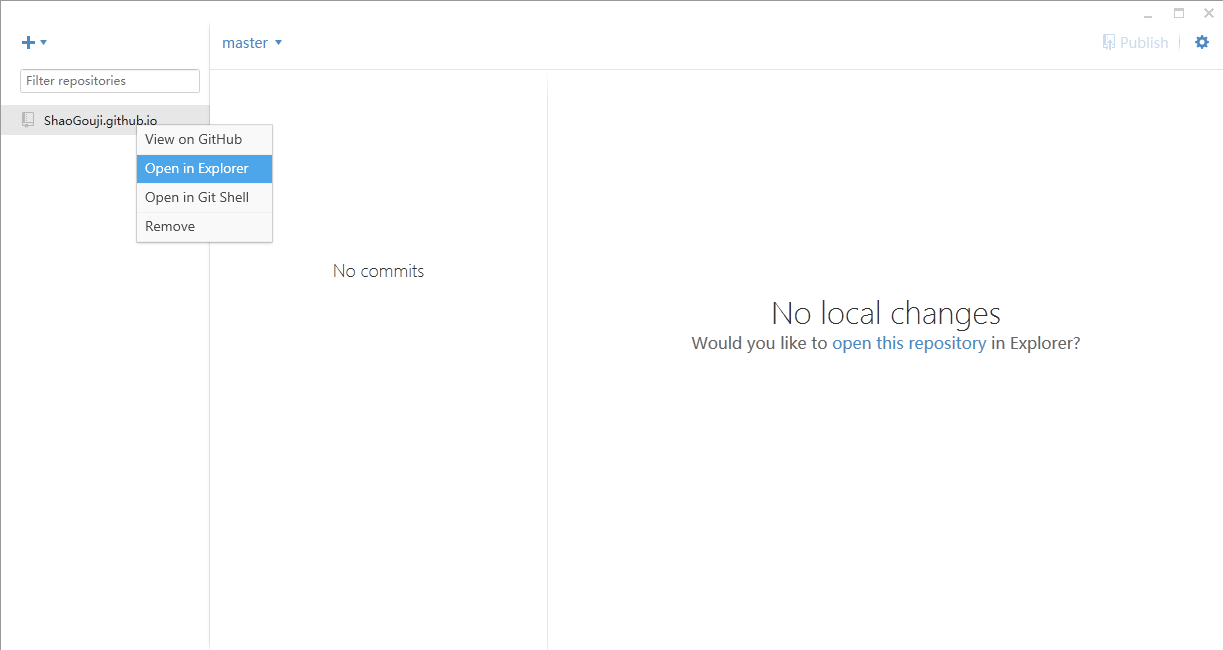 master
Publish
Filter repositories
ShaoGouji.github.io
View on GitHub
Open in Explorer
Open in Git Shell
Remove
No commits
No local changes
Would you like to open this repository in Explorer?